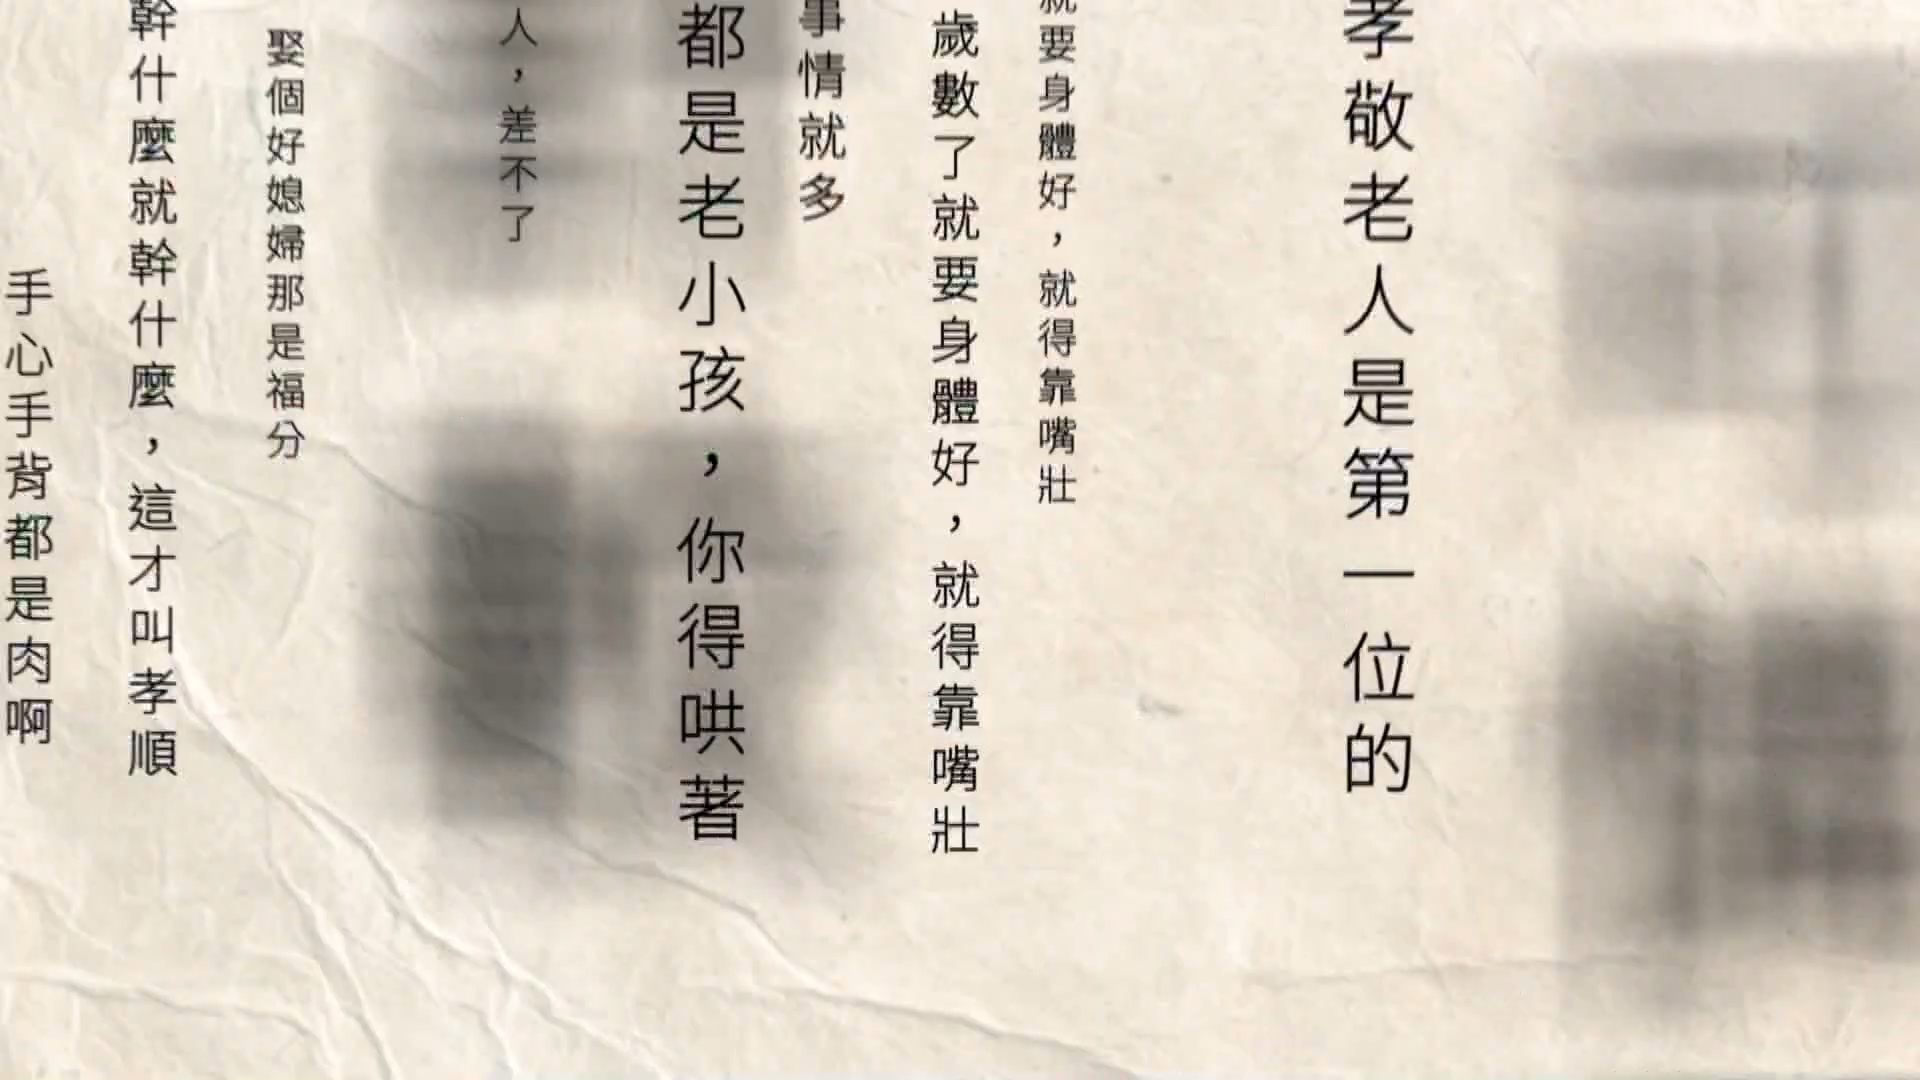 孝敬老人是第一位的
就要身體好，就得靠嘴壯
歲數了就要身體好，就得靠嘴壯
事情就多
都是老小孩，你得哄著
人，差不了
娶個好媳婦那是福分
幹什麼就幹什麼，這才叫孝順
手心手背都是肉啊